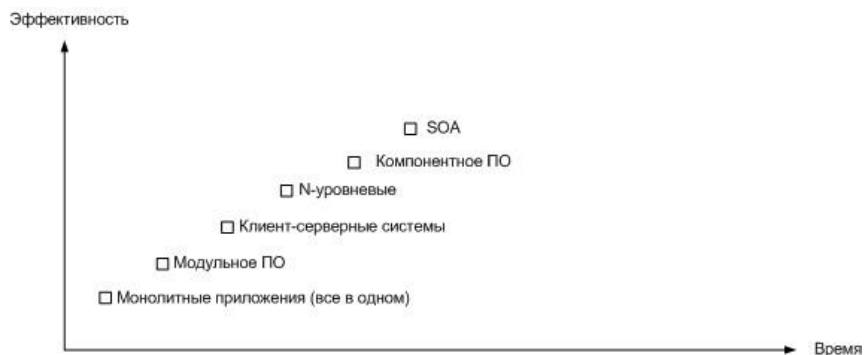 Эффективность
SOA
Компонентное ПО
N-уровневые
Клиент-серверные системы
Модульное ПО
Монолитные приложения (все в одном)
Время